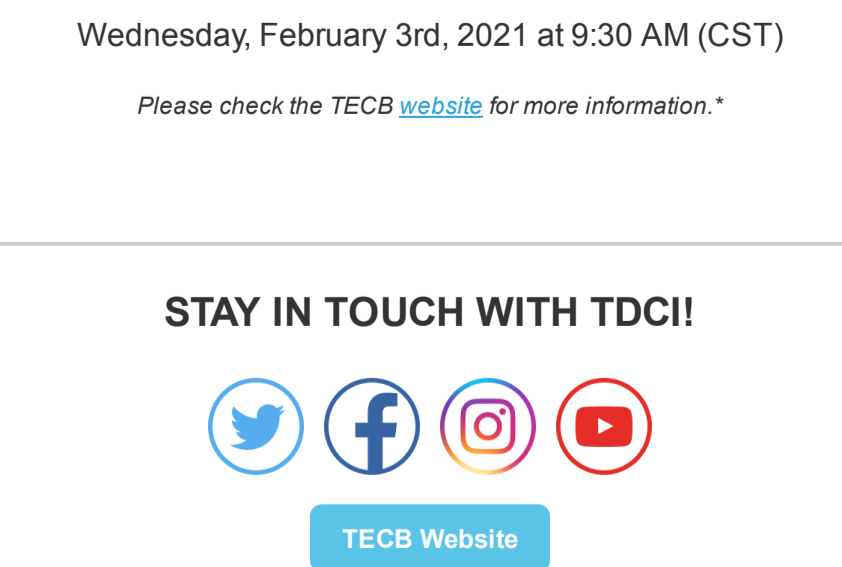 Wednesday, February 3rd, 2021 at 9:30 AM (CST)
Please check the TECB website for more information.*
STAY IN TOUCH WITH TDCI!
TECB Website